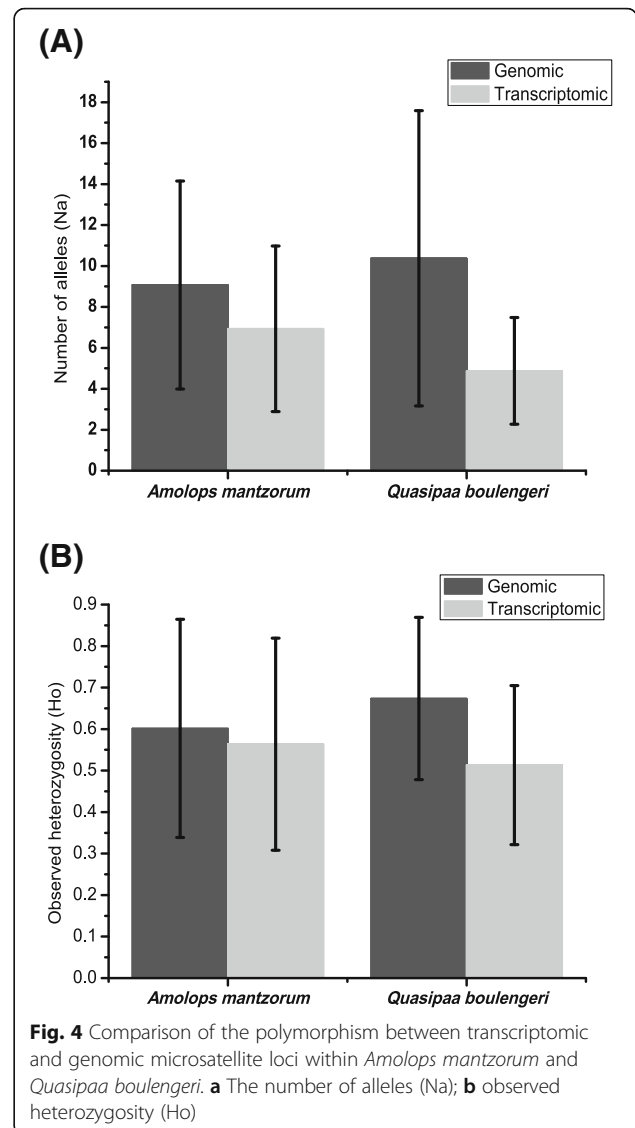 (A)
Genomic
Transcriptomic
Number of alleles (Na)
18
16
14
12
10
8
6
4
2
0
Amolops mantzorum
Quasipaa boulengeri
(B)
Genomic
Transcriptomic
Observed heterozygosity (Ho)
0.9
0.8
0.7
0.6
0.5
0.4
0.3
0.2
0.1
0.0
Amolops mantzorum
Quasipaa boulengeri
Fig. 4 Comparison of the polymorphism between transcriptomic
and genomic microsatellite loci within Amolops mantzorum and
Quasipaa boulengeri. a The number of alleles (Na); b observed
heterozygosity (Ho)